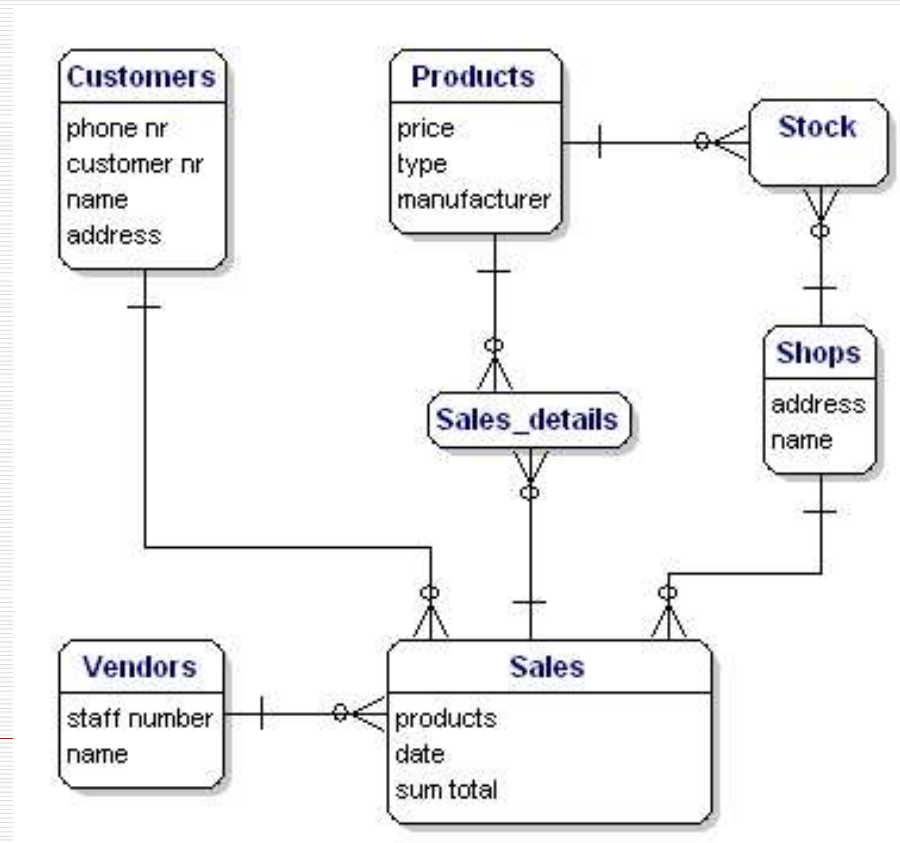 Customers
phone nr
customer nr
name
address
Products
price
type
manufacturer
Stock
Shops
address
name
Sales_details
Vendors
staff number
name
Sales
products
date
sum total